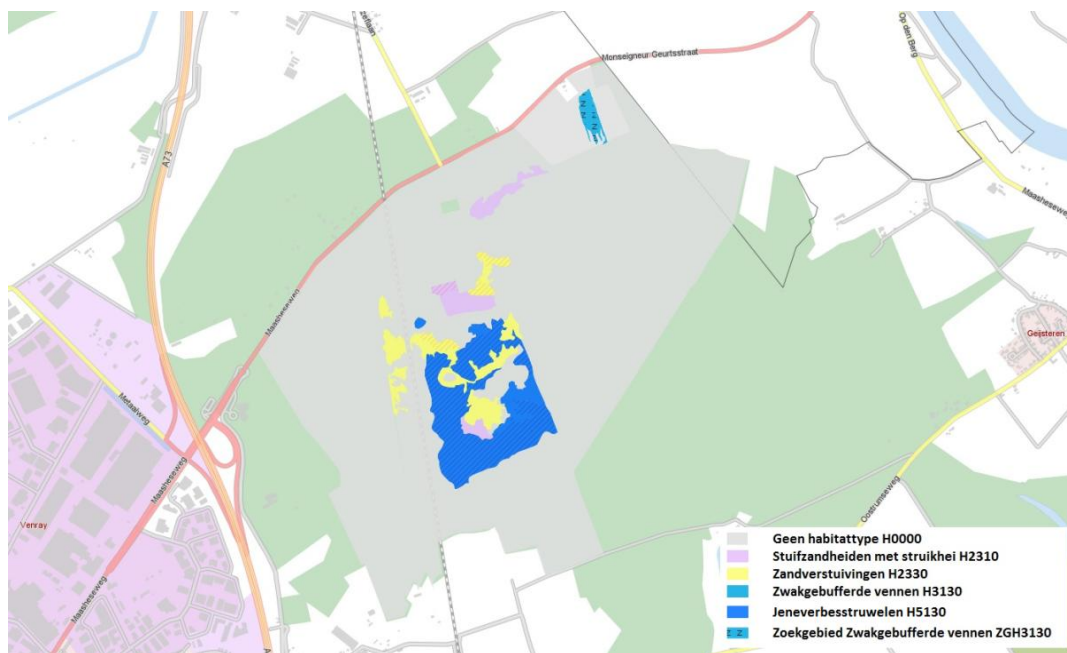 Op den Berg
Monseigneur Geurtsstraat
A73
Maasheseweg
Maasheseweg
Geijsteren
Metaalweg
Maasheseweg
Oostrumseweg
Venray
Maasheseweg
A
Geen habitattype H0000
Stuifzandheiden met struikhei H2310
Zandverstuivingen H2330
Zwakgebufferde vennen H3130
Jeneverbesstruwelen H5130
Z Z Zoekgebied Zwakgebufferde vennen ZGH3130